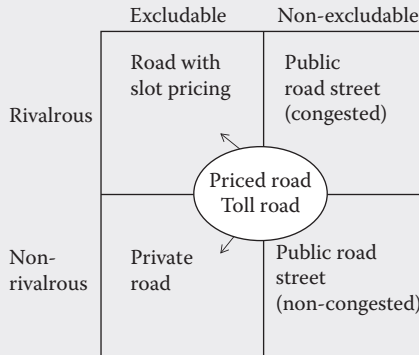 Excludable
Non-excludable
Rivalrous
Road with
slot pricing
Public
road street
(congested)
Priced road
Toll road
Non-
rivalrous
Private
road
Public road
street
(non-congested)